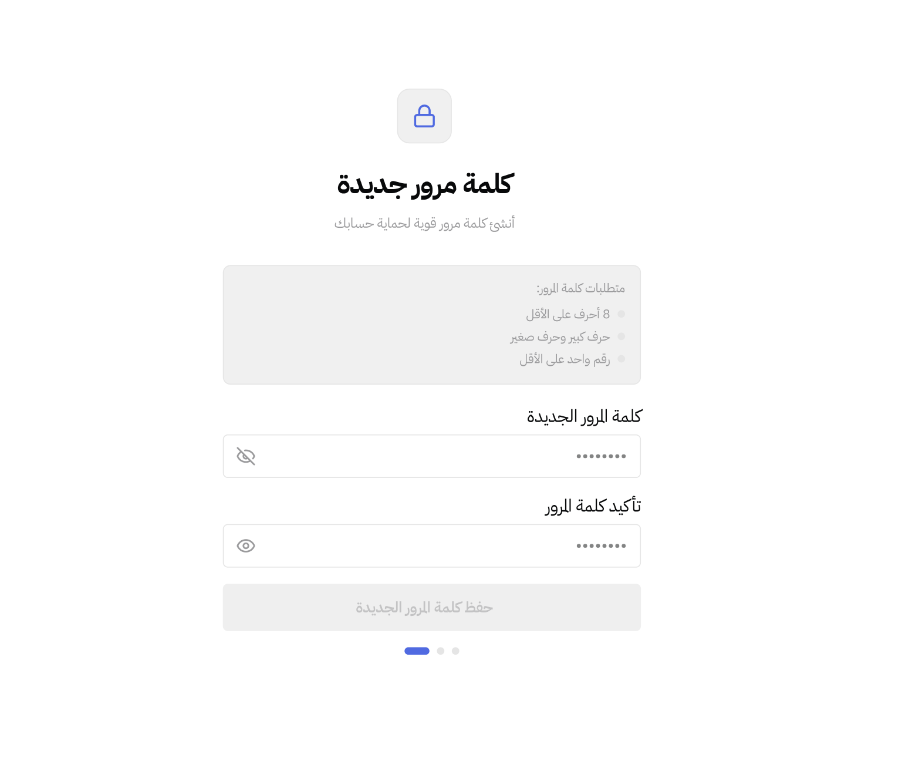 كلمة مرور جديدة
أنشئ كلمة مرور قوية لحماية حسابك
متطلبات كلمة المرور:
8 أحرف على الأقل
حرف كبير وحرف صغير
رقم واحد على الأقل
كلمة المرور الجديدة
••••••••
تأكيد كلمة المرور
••••••••
حفظ كلمة المرور الجديدة